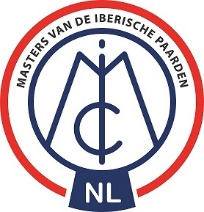 MASTERS VAN DE IBERISCHE PAARDEN
MIC
NL